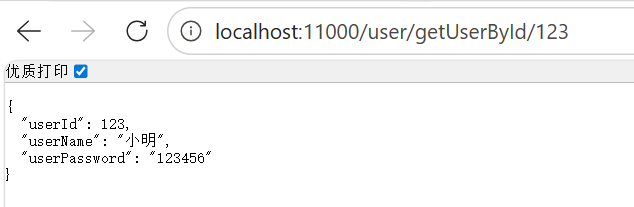 localhost:11000/user/getUserById/123
优质打印
{
  "userId": 123,
  "userName": "小明",
  "userPassword": "123456"
}